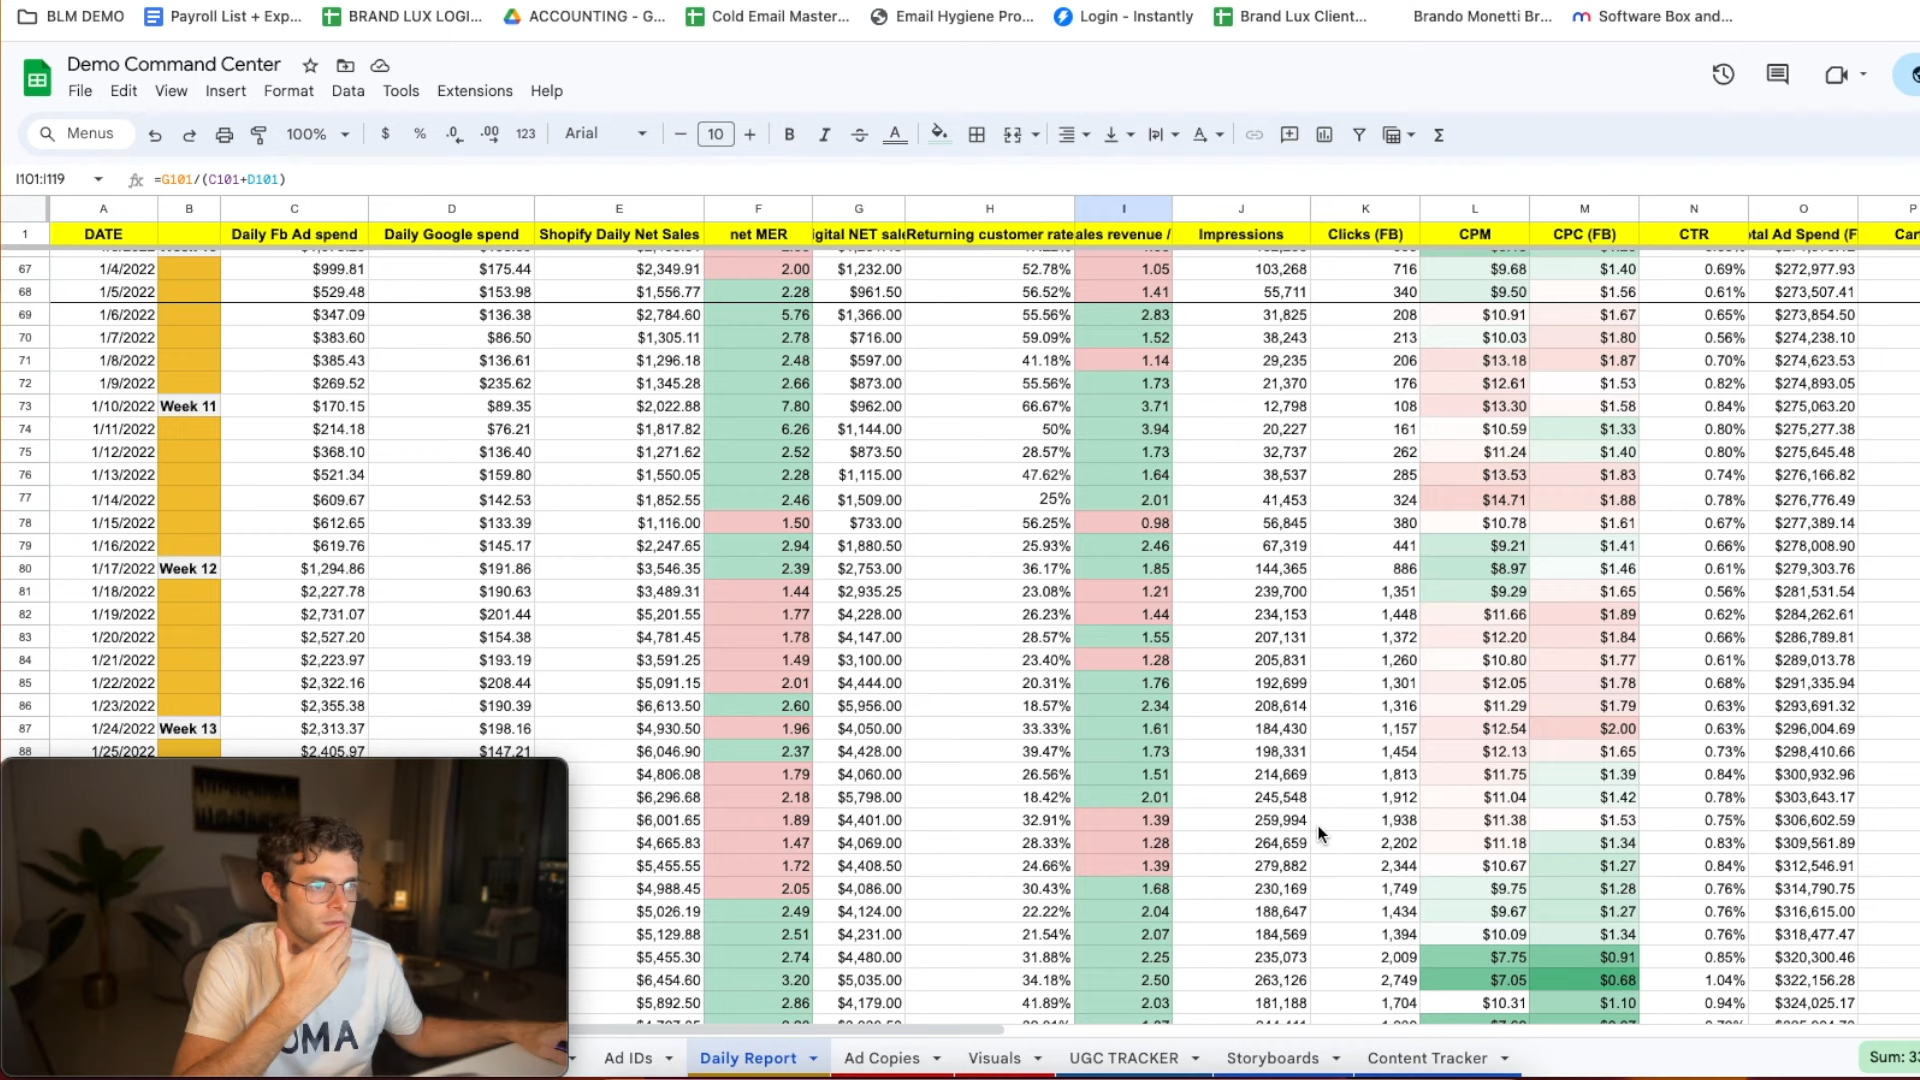 BLM DEMO Payroll List + Exp... BRAND LUX LOGI... ACCOUNTING - G... Cold Email Master... Email Hygiene Pro... Login - Instantly Brand Lux Client... Brando Monetti Br... Software Box and...
Demo Command Center
File Edit View Insert Format Data Tools Extensions Help
Menus 100% $ % .0 .00 123 Arial 10 B I A
I101:I119 fx =G101/(C101+D101)
A B C D E F G H I J K L M N O P
1 DATE Daily Fb Ad spend Daily Google spend Shopify Daily Net Sales net MER igital NET sale Returning customer rate ales revenue / Impressions Clicks (FB) CPM CPC (FB) CTR otal Ad Spend (F Car
67 1/4/2022 $999.81 $175.44 $2,349.91 2.00 $1,232.00 52.78% 1.05 103,268 716 $9.68 $1.40 0.69% $272,977.93
68 1/5/2022 $529.48 $153.98 $1,556.77 2.28 $961.50 56.52% 1.41 55,711 340 $9.50 $1.56 0.61% $273,507.41
69 1/6/2022 $347.09 $136.38 $2,784.60 5.76 $1,366.00 55.56% 2.83 31,825 208 $10.91 $1.67 0.65% $273,854.50
70 1/7/2022 $383.60 $86.50 $1,305.11 2.78 $716.00 59.09% 1.52 38,243 213 $10.03 $1.80 0.56% $274,238.10
71 1/8/2022 $385.43 $136.61 $1,296.18 2.48 $597.00 41.18% 1.14 29,235 206 $13.18 $1.87 0.70% $274,623.53
72 1/9/2022 $269.52 $235.62 $1,345.28 2.66 $873.00 55.56% 1.73 21,370 176 $12.61 $1.53 0.82% $274,893.05
73 1/10/2022 Week 11 $170.15 $89.35 $2,022.88 7.80 $962.00 66.67% 3.71 12,798 108 $13.30 $1.58 0.84% $275,063.20
74 1/11/2022 $214.18 $76.21 $1,817.82 6.26 $1,144.00 50% 3.94 20,227 161 $10.59 $1.33 0.80% $275,277.38
75 1/12/2022 $368.10 $136.40 $1,271.62 2.52 $873.50 28.57% 1.73 32,737 262 $11.24 $1.40 0.80% $275,645.48
76 1/13/2022 $521.34 $159.80 $1,550.05 2.28 $1,115.00 47.62% 1.64 38,537 285 $13.53 $1.83 0.74% $276,166.82
77 1/14/2022 $609.67 $142.53 $1,852.55 2.46 $1,509.00 25% 2.01 41,453 324 $14.71 $1.88 0.78% $276,776.49
78 1/15/2022 $612.65 $133.39 $1,116.00 1.50 $733.00 56.25% 0.98 56,845 380 $10.78 $1.61 0.67% $277,389.14
79 1/16/2022 $619.76 $145.17 $2,247.65 2.94 $1,880.50 25.93% 2.46 67,319 441 $9.21 $1.41 0.66% $278,008.90
80 1/17/2022 Week 12 $1,294.86 $191.86 $3,546.35 2.39 $2,753.00 36.17% 1.85 144,365 886 $8.97 $1.46 0.61% $279,303.76
81 1/18/2022 $2,227.78 $190.63 $3,489.31 1.44 $2,935.25 23.08% 1.21 239,700 1,351 $9.29 $1.65 0.56% $281,531.54
82 1/19/2022 $2,731.07 $201.44 $5,201.55 1.77 $4,228.00 26.23% 1.44 234,153 1,448 $11.66 $1.89 0.62% $284,262.61
83 1/20/2022 $2,527.20 $154.38 $4,781.45 1.78 $4,147.00 28.57% 1.55 207,131 1,372 $12.20 $1.84 0.66% $286,789.81
84 1/21/2022 $2,223.97 $193.19 $3,591.25 1.49 $3,100.00 23.40% 1.28 205,831 1,260 $10.80 $1.77 0.61% $289,013.78
85 1/22/2022 $2,322.16 $208.44 $5,091.15 2.01 $4,444.00 20.31% 1.76 192,699 1,301 $12.05 $1.78 0.68% $291,335.94
86 1/23/2022 $2,355.38 $190.39 $6,613.50 2.60 $5,956.00 18.57% 2.34 208,614 1,316 $11.29 $1.79 0.63% $293,691.32
87 1/24/2022 Week 13 $2,313.37 $198.16 $4,930.50 1.96 $4,050.00 33.33% 1.61 184,430 1,157 $12.54 $2.00 0.63% $296,004.69
88 1/25/2022 $2,405.97 $147.21 $6,046.90 2.37 $4,428.00 39.47% 1.73 198,331 1,454 $12.13 $1.65 0.73% $298,410.66
$4,806.08 1.79 $4,060.00 26.56% 1.51 214,669 1,813 $11.75 $1.39 0.84% $300,932.96
$6,296.68 2.18 $5,798.00 18.42% 2.01 245,548 1,912 $11.04 $1.42 0.78% $303,643.17
$6,001.65 1.89 $4,401.00 32.91% 1.39 259,994 1,938 $11.38 $1.53 0.75% $306,602.59
$4,665.83 1.47 $4,069.00 28.33% 1.28 264,659 2,202 $11.18 $1.34 0.83% $309,561.89
$5,455.55 1.72 $4,408.50 24.66% 1.39 279,882 2,344 $10.67 $1.27 0.84% $312,546.91
$4,988.45 2.05 $4,086.00 30.43% 1.68 230,169 1,749 $9.75 $1.28 0.76% $314,790.75
$5,026.19 2.49 $4,124.00 22.22% 2.04 188,647 1,434 $9.67 $1.27 0.76% $316,615.00
$5,129.88 2.51 $4,231.00 21.54% 2.07 184,569 1,394 $10.09 $1.34 0.76% $318,477.47
$5,455.30 2.74 $4,480.00 31.88% 2.25 235,073 2,009 $7.75 $0.91 0.85% $320,300.46
$6,454.60 3.20 $5,035.00 34.18% 2.50 263,126 2,749 $7.05 $0.68 1.04% $322,156.28
$5,892.50 2.86 $4,179.00 41.89% 2.03 181,188 1,704 $10.31 $1.10 0.94% $324,025.17
OMA
Ad IDs Daily Report Ad Copies Visuals UGC TRACKER Storyboards Content Tracker Sum: 33